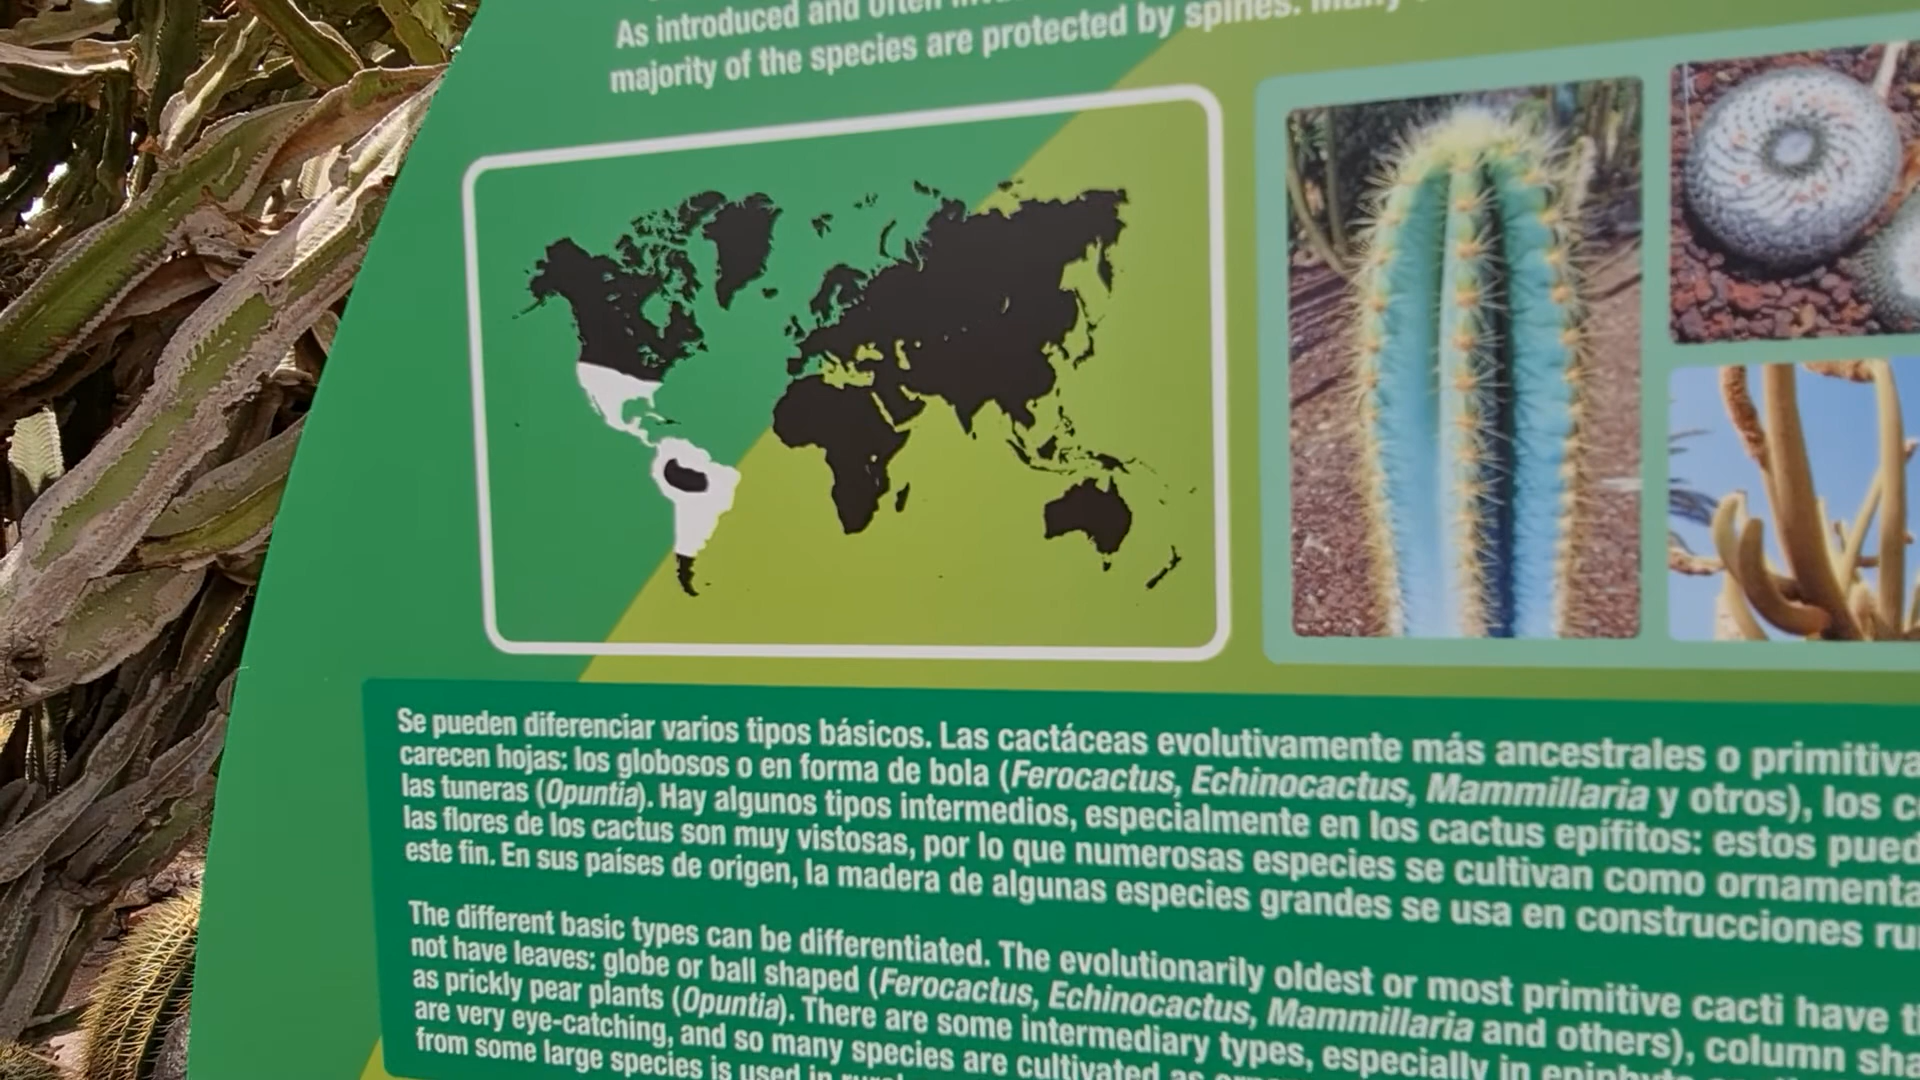 As introduced and often
majority of the species are protected by spines. Many
Se pueden diferenciar varios tipos básicos. Las cactáceas evolutivamente más ancestrales o primitiva
carecen hojas: los globosos o en forma de bola (Ferocactus, Echinocactus, Mammillaria y otros), los c
las tuneras (Opuntia). Hay algunos tipos intermedios, especialmente en los cactus epífitos: estos pued
las flores de los cactus son muy vistosas, por lo que numerosas especies se cultivan como ornamenta
este fin. En sus países de origen, la madera de algunas especies grandes se usa en construcciones ru
The different basic types can be differentiated. The evolutionarily oldest or most primitive cacti have t
not have leaves: globe or ball shaped (Ferocactus, Echinocactus, Mammillaria and others), column sha
as prickly pear plants (Opuntia). There are some intermediary types, especially in epiphyt
are very eye-catching, and so many species are cultivated as
from some large species is used in